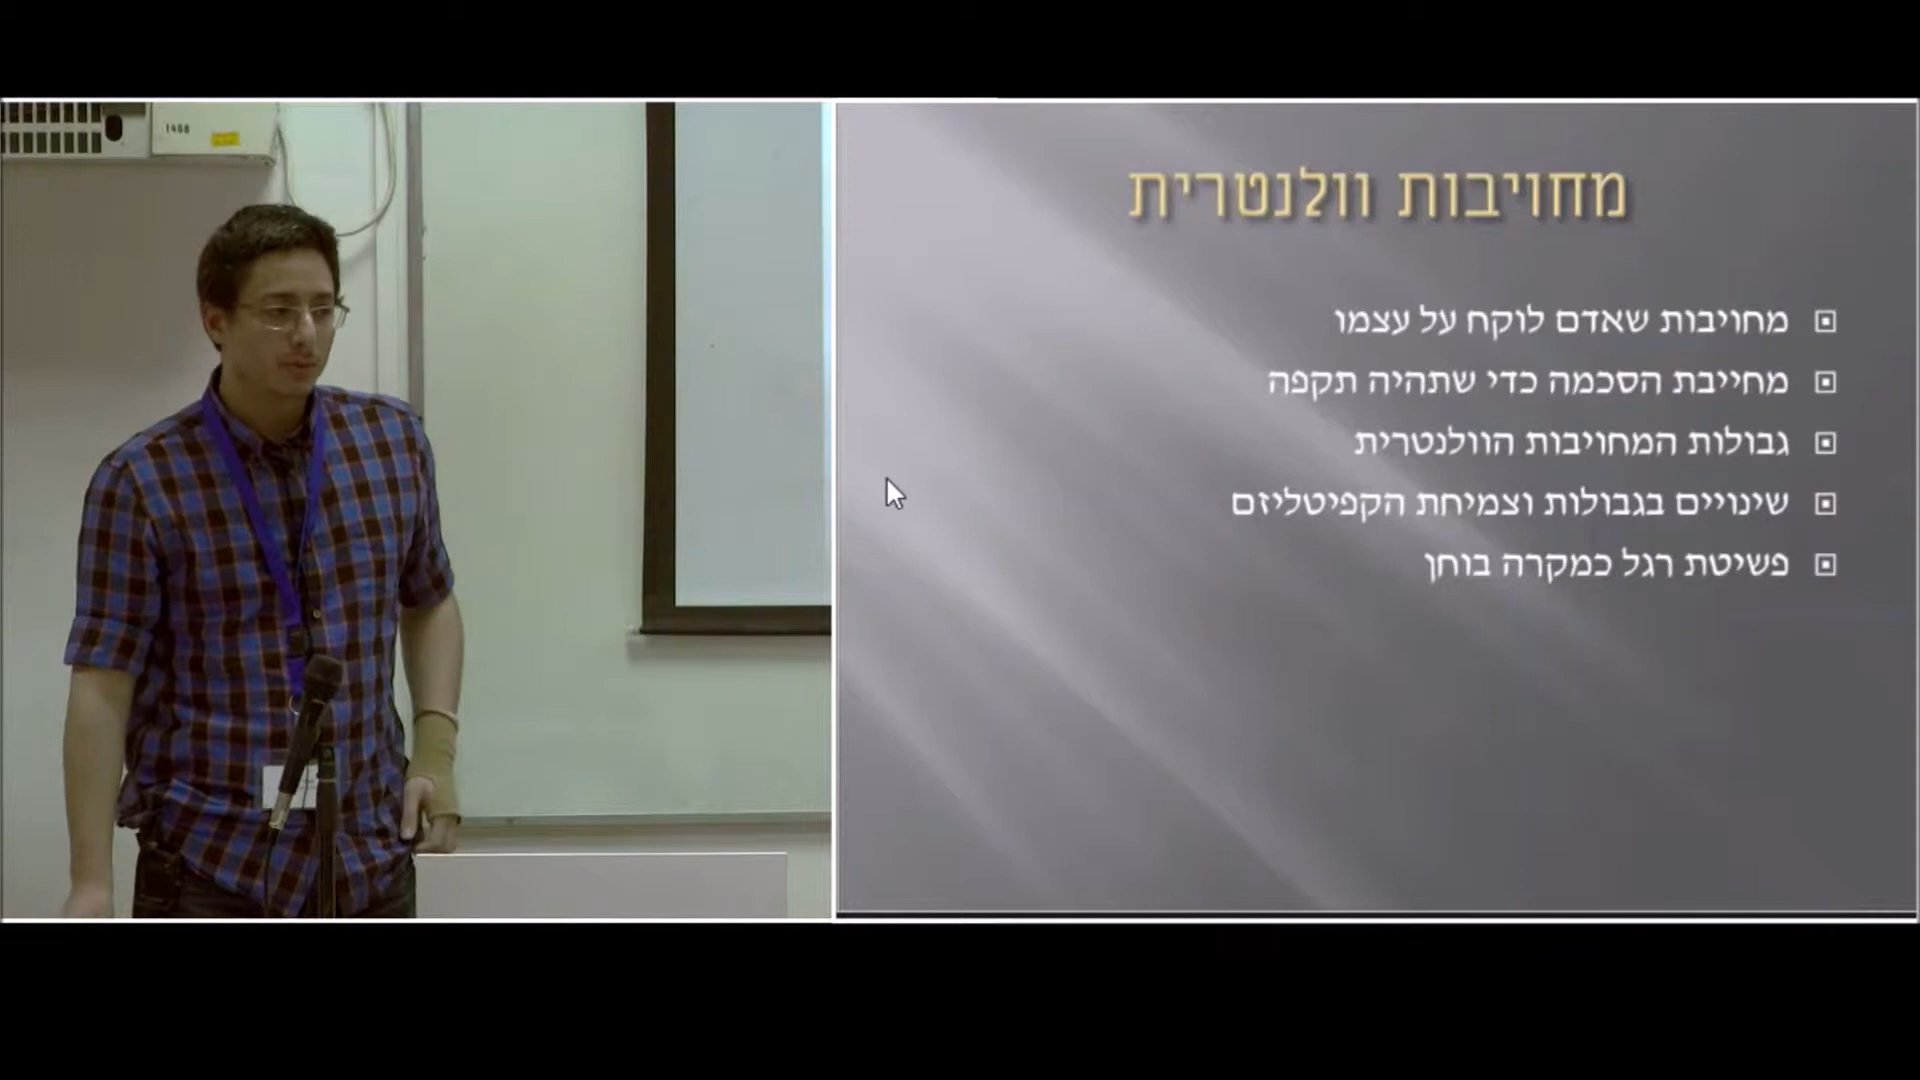 1468
מחויבות וולנטרית
מחויבות שאדם לוקח על עצמו
מחייבת הסכמה כדי שתהיה תקפה
גבולות המחויבות הוולנטרית
שינויים בגבולות וצמיחת הקפיטליזם
פשיטת רגל כמקרה בוחן